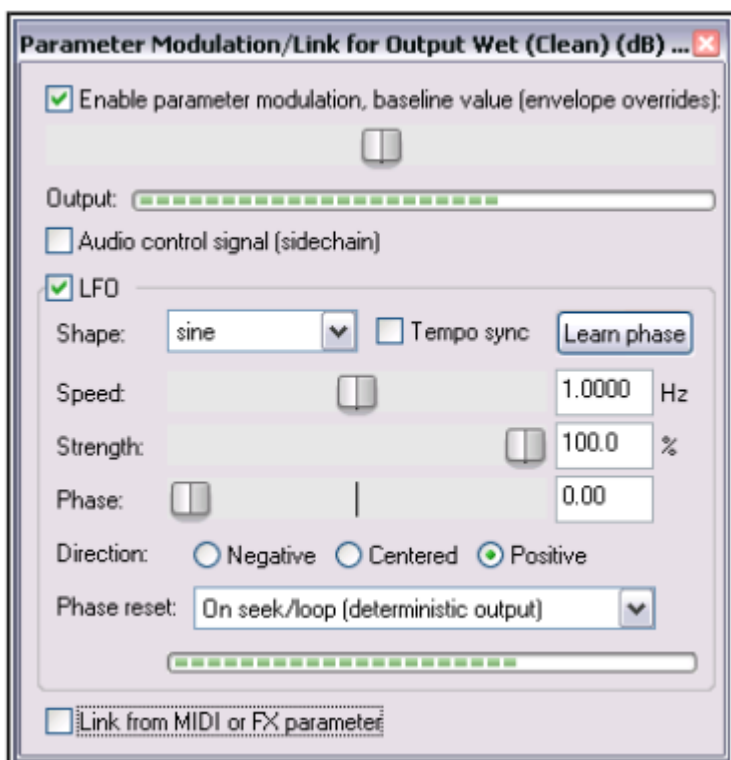 Parameter Modulation/Link for Output Wet (Clean) (dB) ...
Enable parameter modulation, baseline value (envelope overrides):
Output:
Audio control signal (sidechain)
LFO
Shape: sine Tempo sync Learn phase
Speed: 1.0000 Hz
Strength: 100.0 %
Phase: 0.00
Direction: Negative Centered Positive
Phase reset: On seek/loop (deterministic output)
Link from MIDI or FX parameter